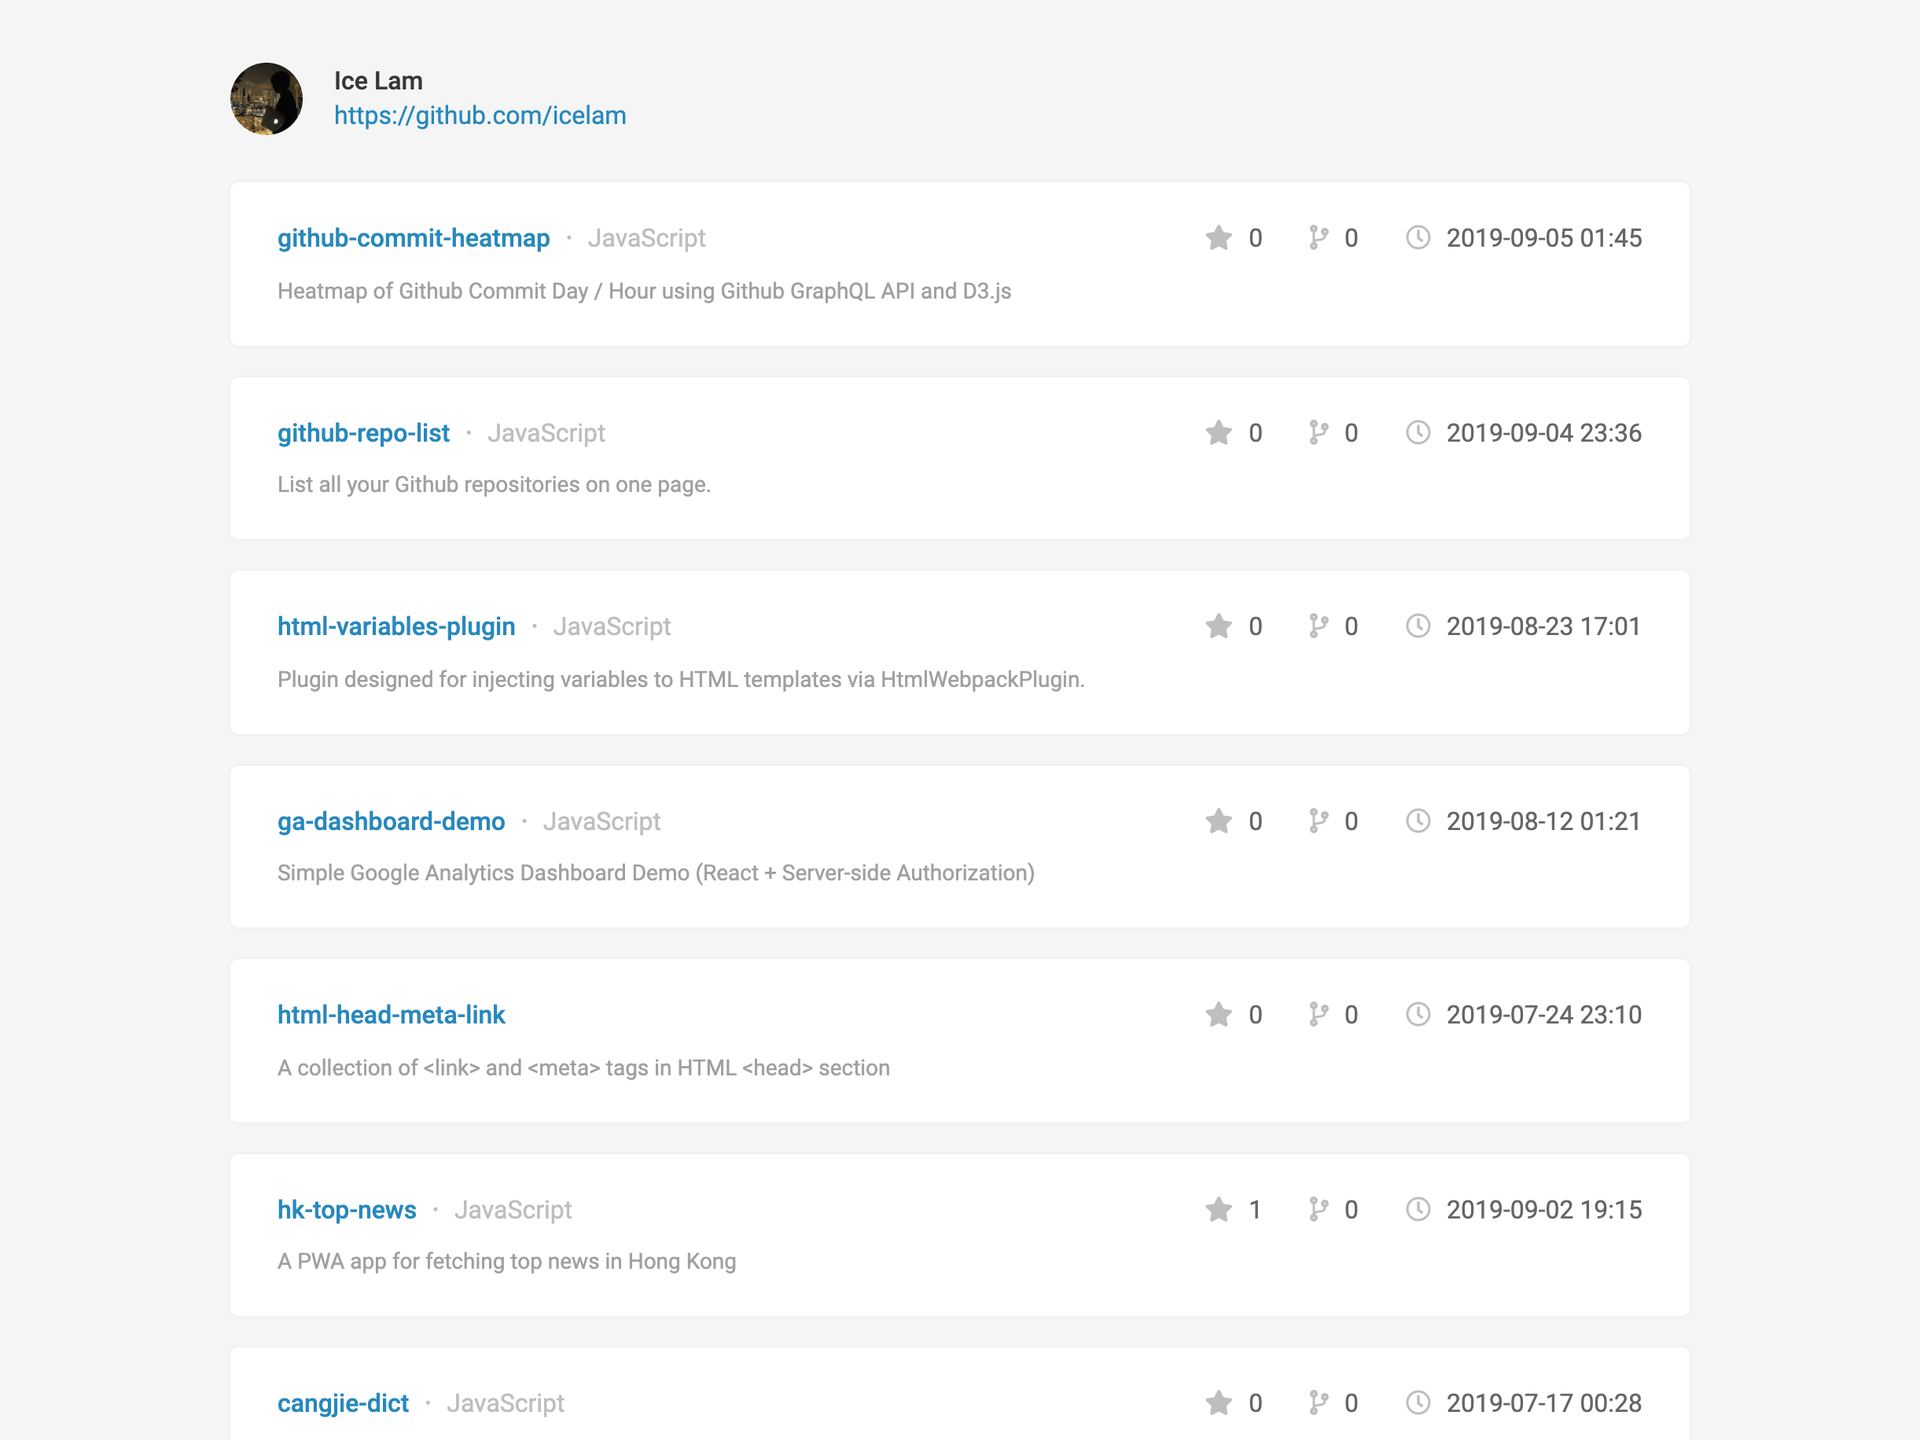 Ice Lam
https://github.com/icelam
github-commit-heatmap · JavaScript 0 0 2019-09-05 01:45
Heatmap of Github Commit Day / Hour using Github GraphQL API and D3.js
github-repo-list · JavaScript 0 0 2019-09-04 23:36
List all your Github repositories on one page.
html-variables-plugin · JavaScript 0 0 2019-08-23 17:01
Plugin designed for injecting variables to HTML templates via HtmlWebpackPlugin.
ga-dashboard-demo · JavaScript 0 0 2019-08-12 01:21
Simple Google Analytics Dashboard Demo (React + Server-side Authorization)
html-head-meta-link 0 0 2019-07-24 23:10
A collection of <link> and <meta> tags in HTML <head> section
hk-top-news · JavaScript 1 0 2019-09-02 19:15
A PWA app for fetching top news in Hong Kong
cangjie-dict · JavaScript 0 0 2019-07-17 00:28